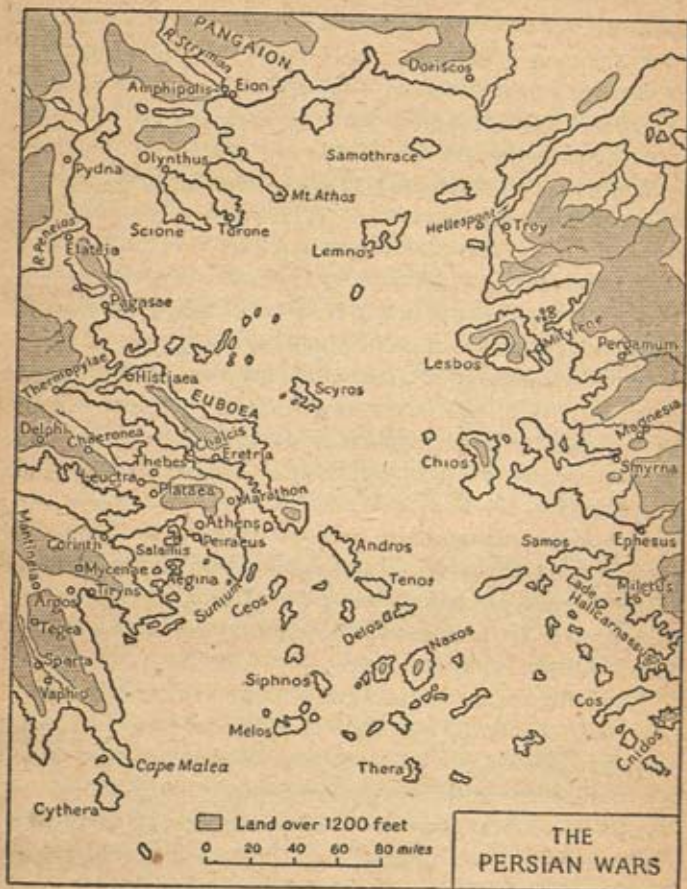 PANGAION
R. Stryman
Doriscos
Amphipolis
Eion
Samothrace
Olynthus
Pydna
Mt. Athos
Hellespont
Troy
Scione
Torone
Lemnos
R. Peneios
Elateia
Pagasae
Mitylene
Pergamum
Lesbos
Thermopylae
Histiaea
Scyros
EUBOEA
Magnesia
Delphi
Chaeronea
Chalcis
Eretria
Chios
Smyrna
Thebes
Leuctra
Plataea
Marathon
Athens
Peiraeus
Mantineia
Corinth
Salamis
Andros
Samos
Ephesus
Mycenae
Aegina
Sunium
Ceos
Tenos
Lade
Miletus
Argos
Tiryns
Delos
Halicarnassus
Tegea
Naxos
Sparta
Siphnos
Vaphio
Cos
Melos
Cnidos
Cape Malea
Thera
Cythera
Land over 1200 feet
0 20 40 60 80 miles
THE
PERSIAN WARS